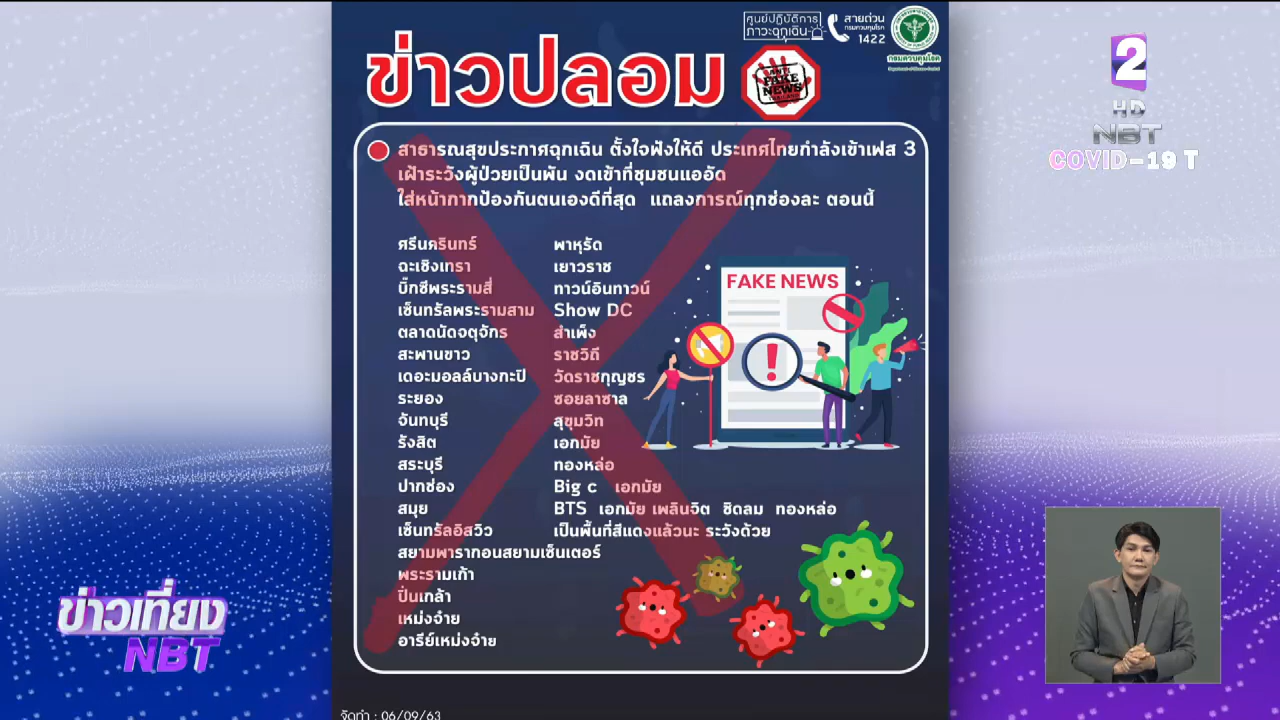 ศูนย์ปฏิบัติการ
ภาวะฉุกเฉิน
สายด่วน
กรมควบคุมโรค
1422
กรมควบคุมโรค
Department of Disease Control
ข่าวปลอม
FAKE NEWS
2
HD
NBT
COVID-19 T
สาธารณสุขประกาศฉุกเฉิน ตั้งใจฟังให้ดี ประเทศไทยกำลังเข้าเฟส 3
เฝ้าระวังผู้ป่วยเป็นพัน งดเข้าที่ชุมชนแออัด
ใส่หน้ากากป้องกันตนเองดีที่สุด แถลงการณ์ทุกช่องละ ตอนนี้
ศรีนครินทร์
ฉะเชิงเทรา
บิ๊กซีพระรามสี่
เซ็นทรัลพระรามสาม
ตลาดนัดจตุจักร
สะพานขาว
เดอะมอลล์บางกะปิ
ระยอง
จันทบุรี
รังสิต
สระบุรี
ปากช่อง
สมุย
เซ็นทรัลอีสวิว
สยามพารากอนสยามเซ็นเตอร์
พระรามเก้า
ปิ่นเกล้า
เหม่งจ๋าย
อารีย์เหม่งจ๋าย
พาหุรัด
เยาวราช
ทาวน์อินทาวน์
Show DC
สำเพ็ง
ราชวิถี
วัดราชกุญชร
ซอยลาซาล
สุขุมวิท
เอกมัย
ทองหล่อ
Big c เอกมัย
BTS เอกมัย เพลินจิต ชิดลม ทองหล่อ
เป็นพื้นที่สีแดงแล้วนะ ระวังด้วย
FAKE NEWS
ข่าวเที่ยง
NBT
จัดทำ : 06/09/63